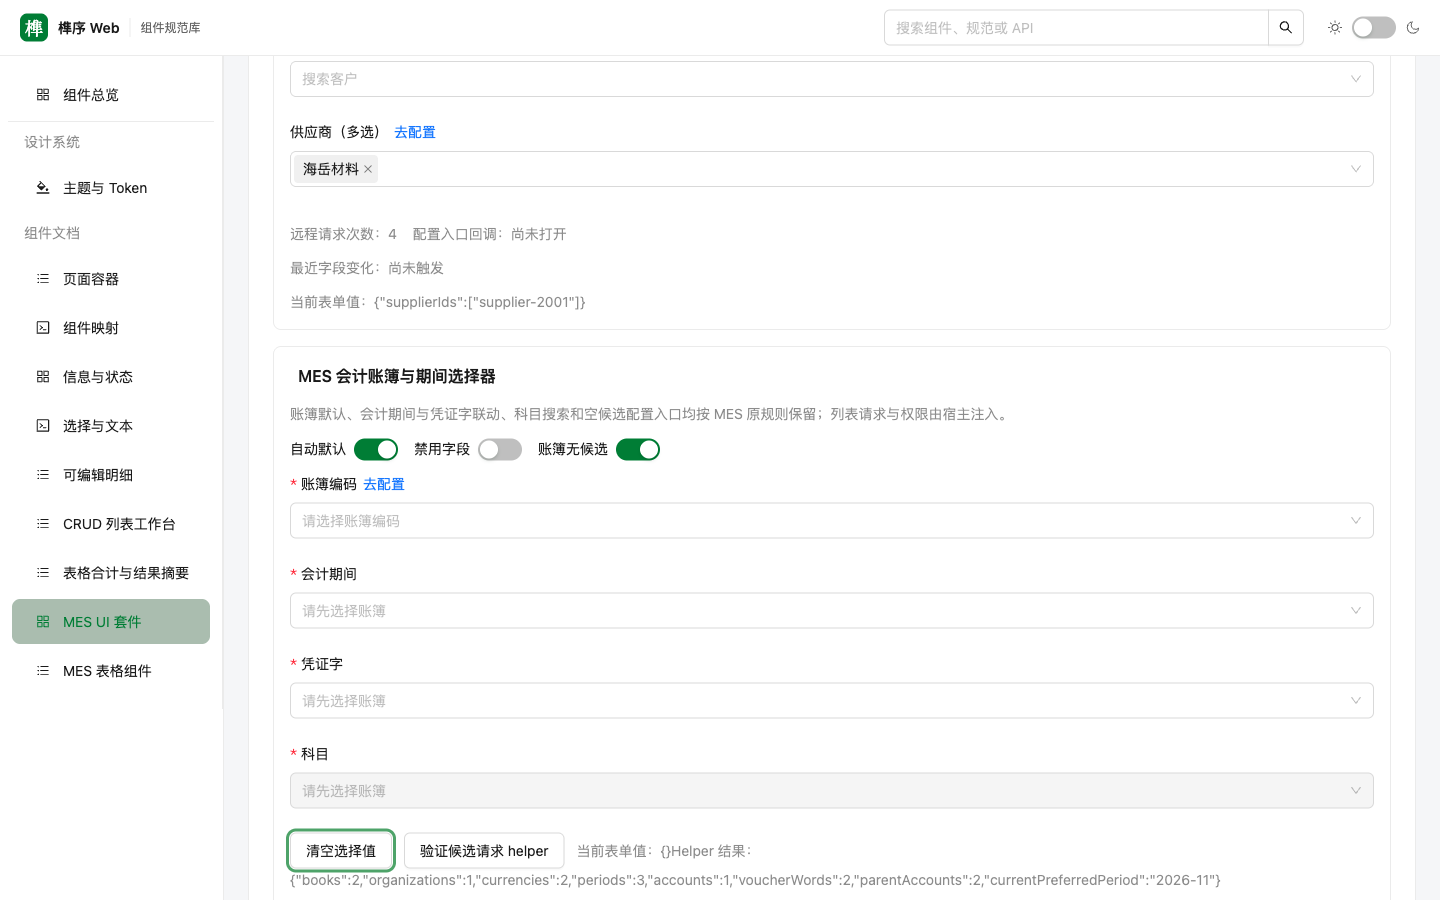 榫 榫序 Web 组件规范库
搜索组件、规范或 API
组件总览
设计系统
主题与 Token
组件文档
页面容器
组件映射
信息与状态
选择与文本
可编辑明细
CRUD 列表工作台
表格合计与结果摘要
MES UI 套件
MES 表格组件
搜索客户
供应商（多选） 去配置
海岳材料
远程请求次数：4 配置入口回调：尚未打开
最近字段变化：尚未触发
当前表单值：{"supplierIds":["supplier-2001"]}
MES 会计账簿与期间选择器
账簿默认、会计期间与凭证字联动、科目搜索和空候选配置入口均按 MES 原规则保留；列表请求与权限由宿主注入。
自动默认 禁用字段 账簿无候选
* 账簿编码 去配置
请选择账簿编码
* 会计期间
请先选择账簿
* 凭证字
请先选择账簿
* 科目
请先选择账簿
清空选择值 验证候选请求 helper 当前表单值：{}Helper 结果：
{"books":2,"organizations":1,"currencies":2,"periods":3,"accounts":1,"voucherWords":2,"parentAccounts":2,"currentPreferredPeriod":"2026-11"}